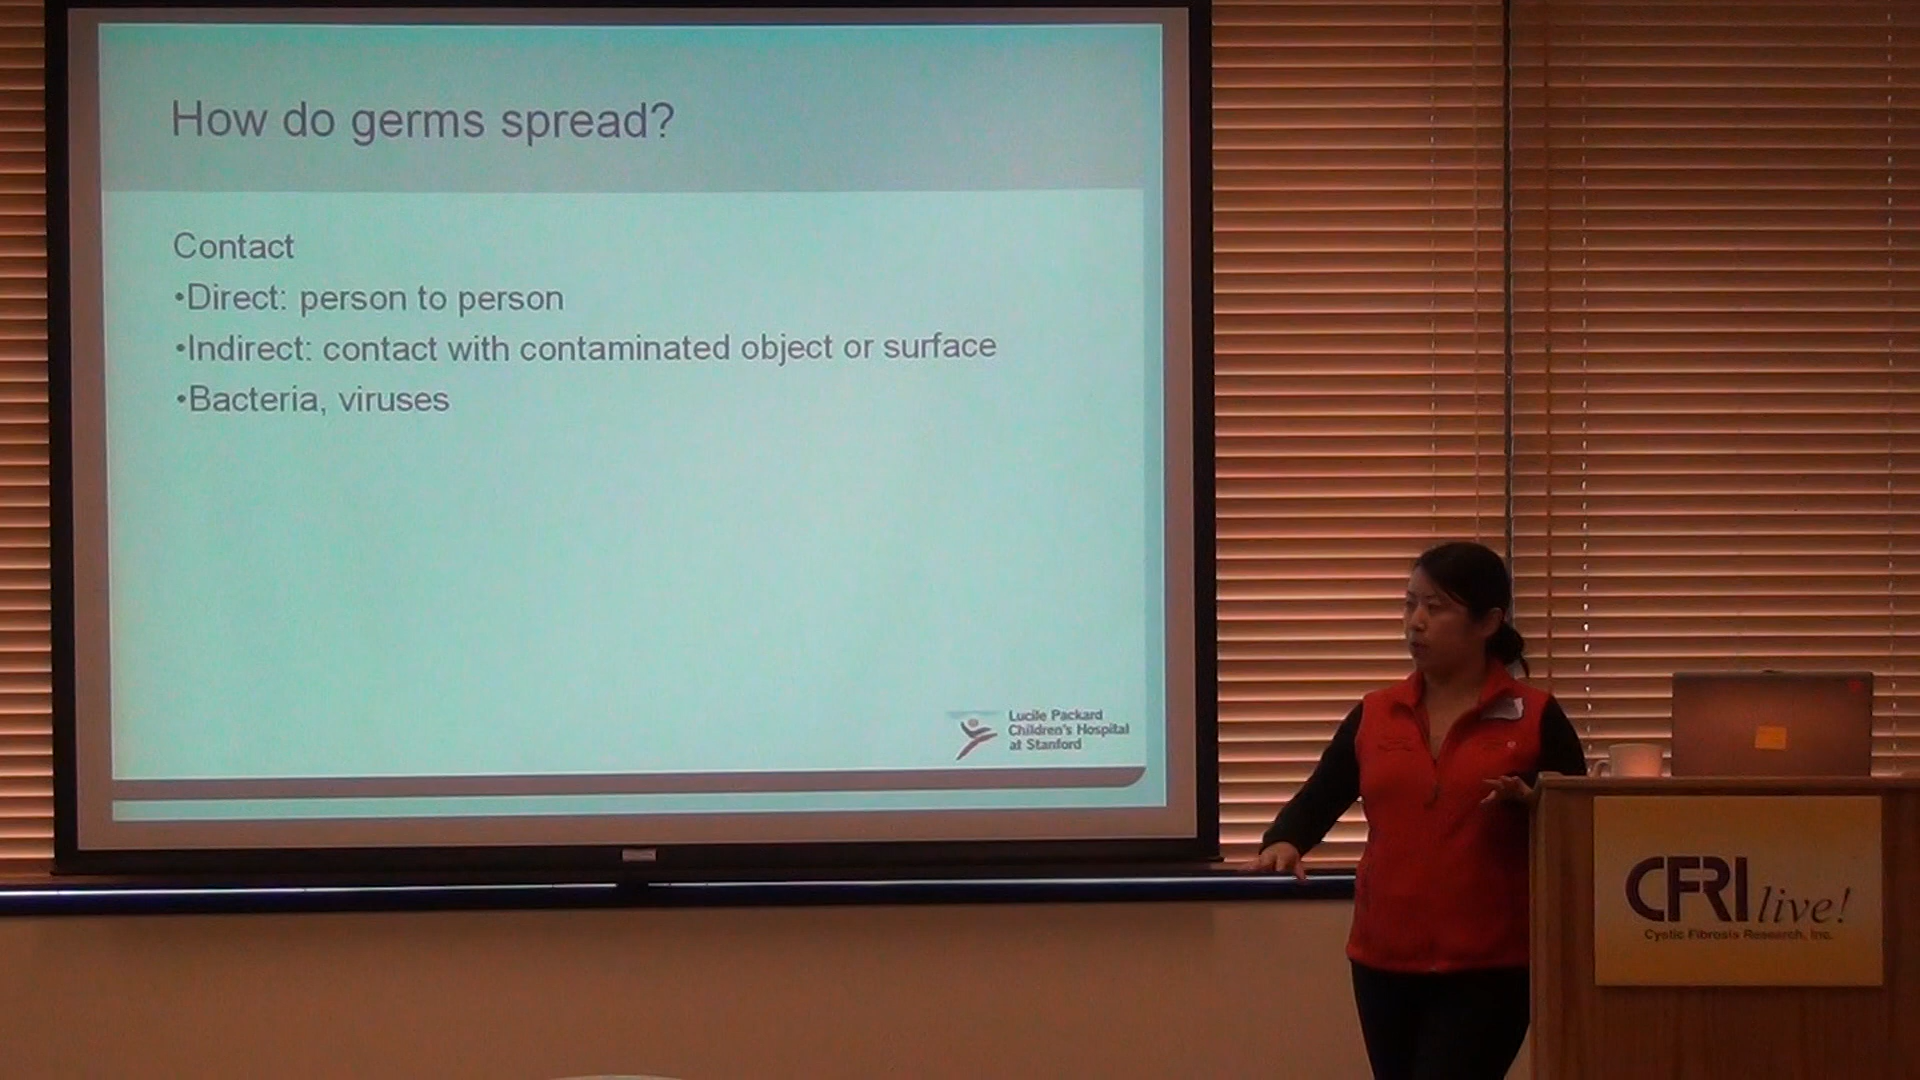 How do germs spread?
Contact
•Direct: person to person
•Indirect: contact with contaminated object or surface
•Bacteria, viruses
Lucile Packard
Children's Hospital
at Stanford
CFRI live!
Cystic Fibrosis Research, Inc.